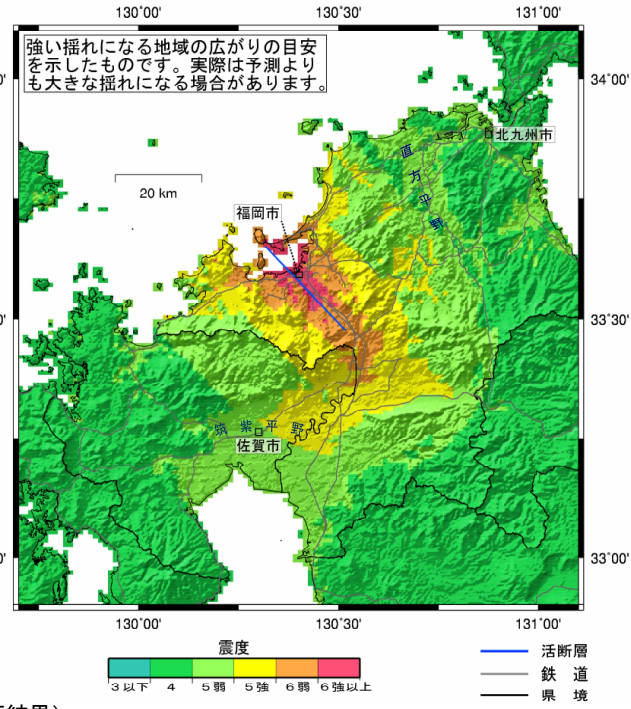 130˚00'
130˚30'
131˚00'
強い揺れになる地域の広がりの目安
を示したものです。実際は予測より
も大きな揺れになる場合があります。
34˚00'
北九州市
直方平野
20 km
福岡市
33˚30'
筑紫平野
佐賀市
33˚00'
130˚00'
130˚30'
131˚00'
震度
3以下
4
5弱
5強
6弱
6強以上
活断層
鉄 道
県 境